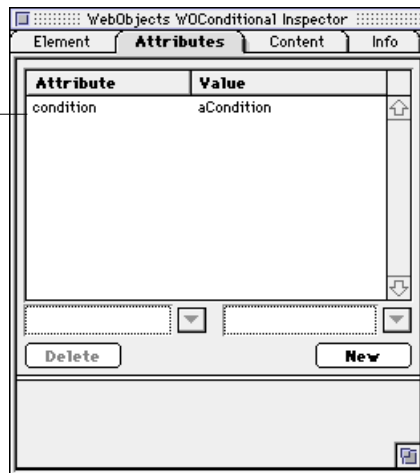 WebObjects WOConditional Inspector
Element Attributes Content Info
Attribute Value
condition aCondition
Delete New